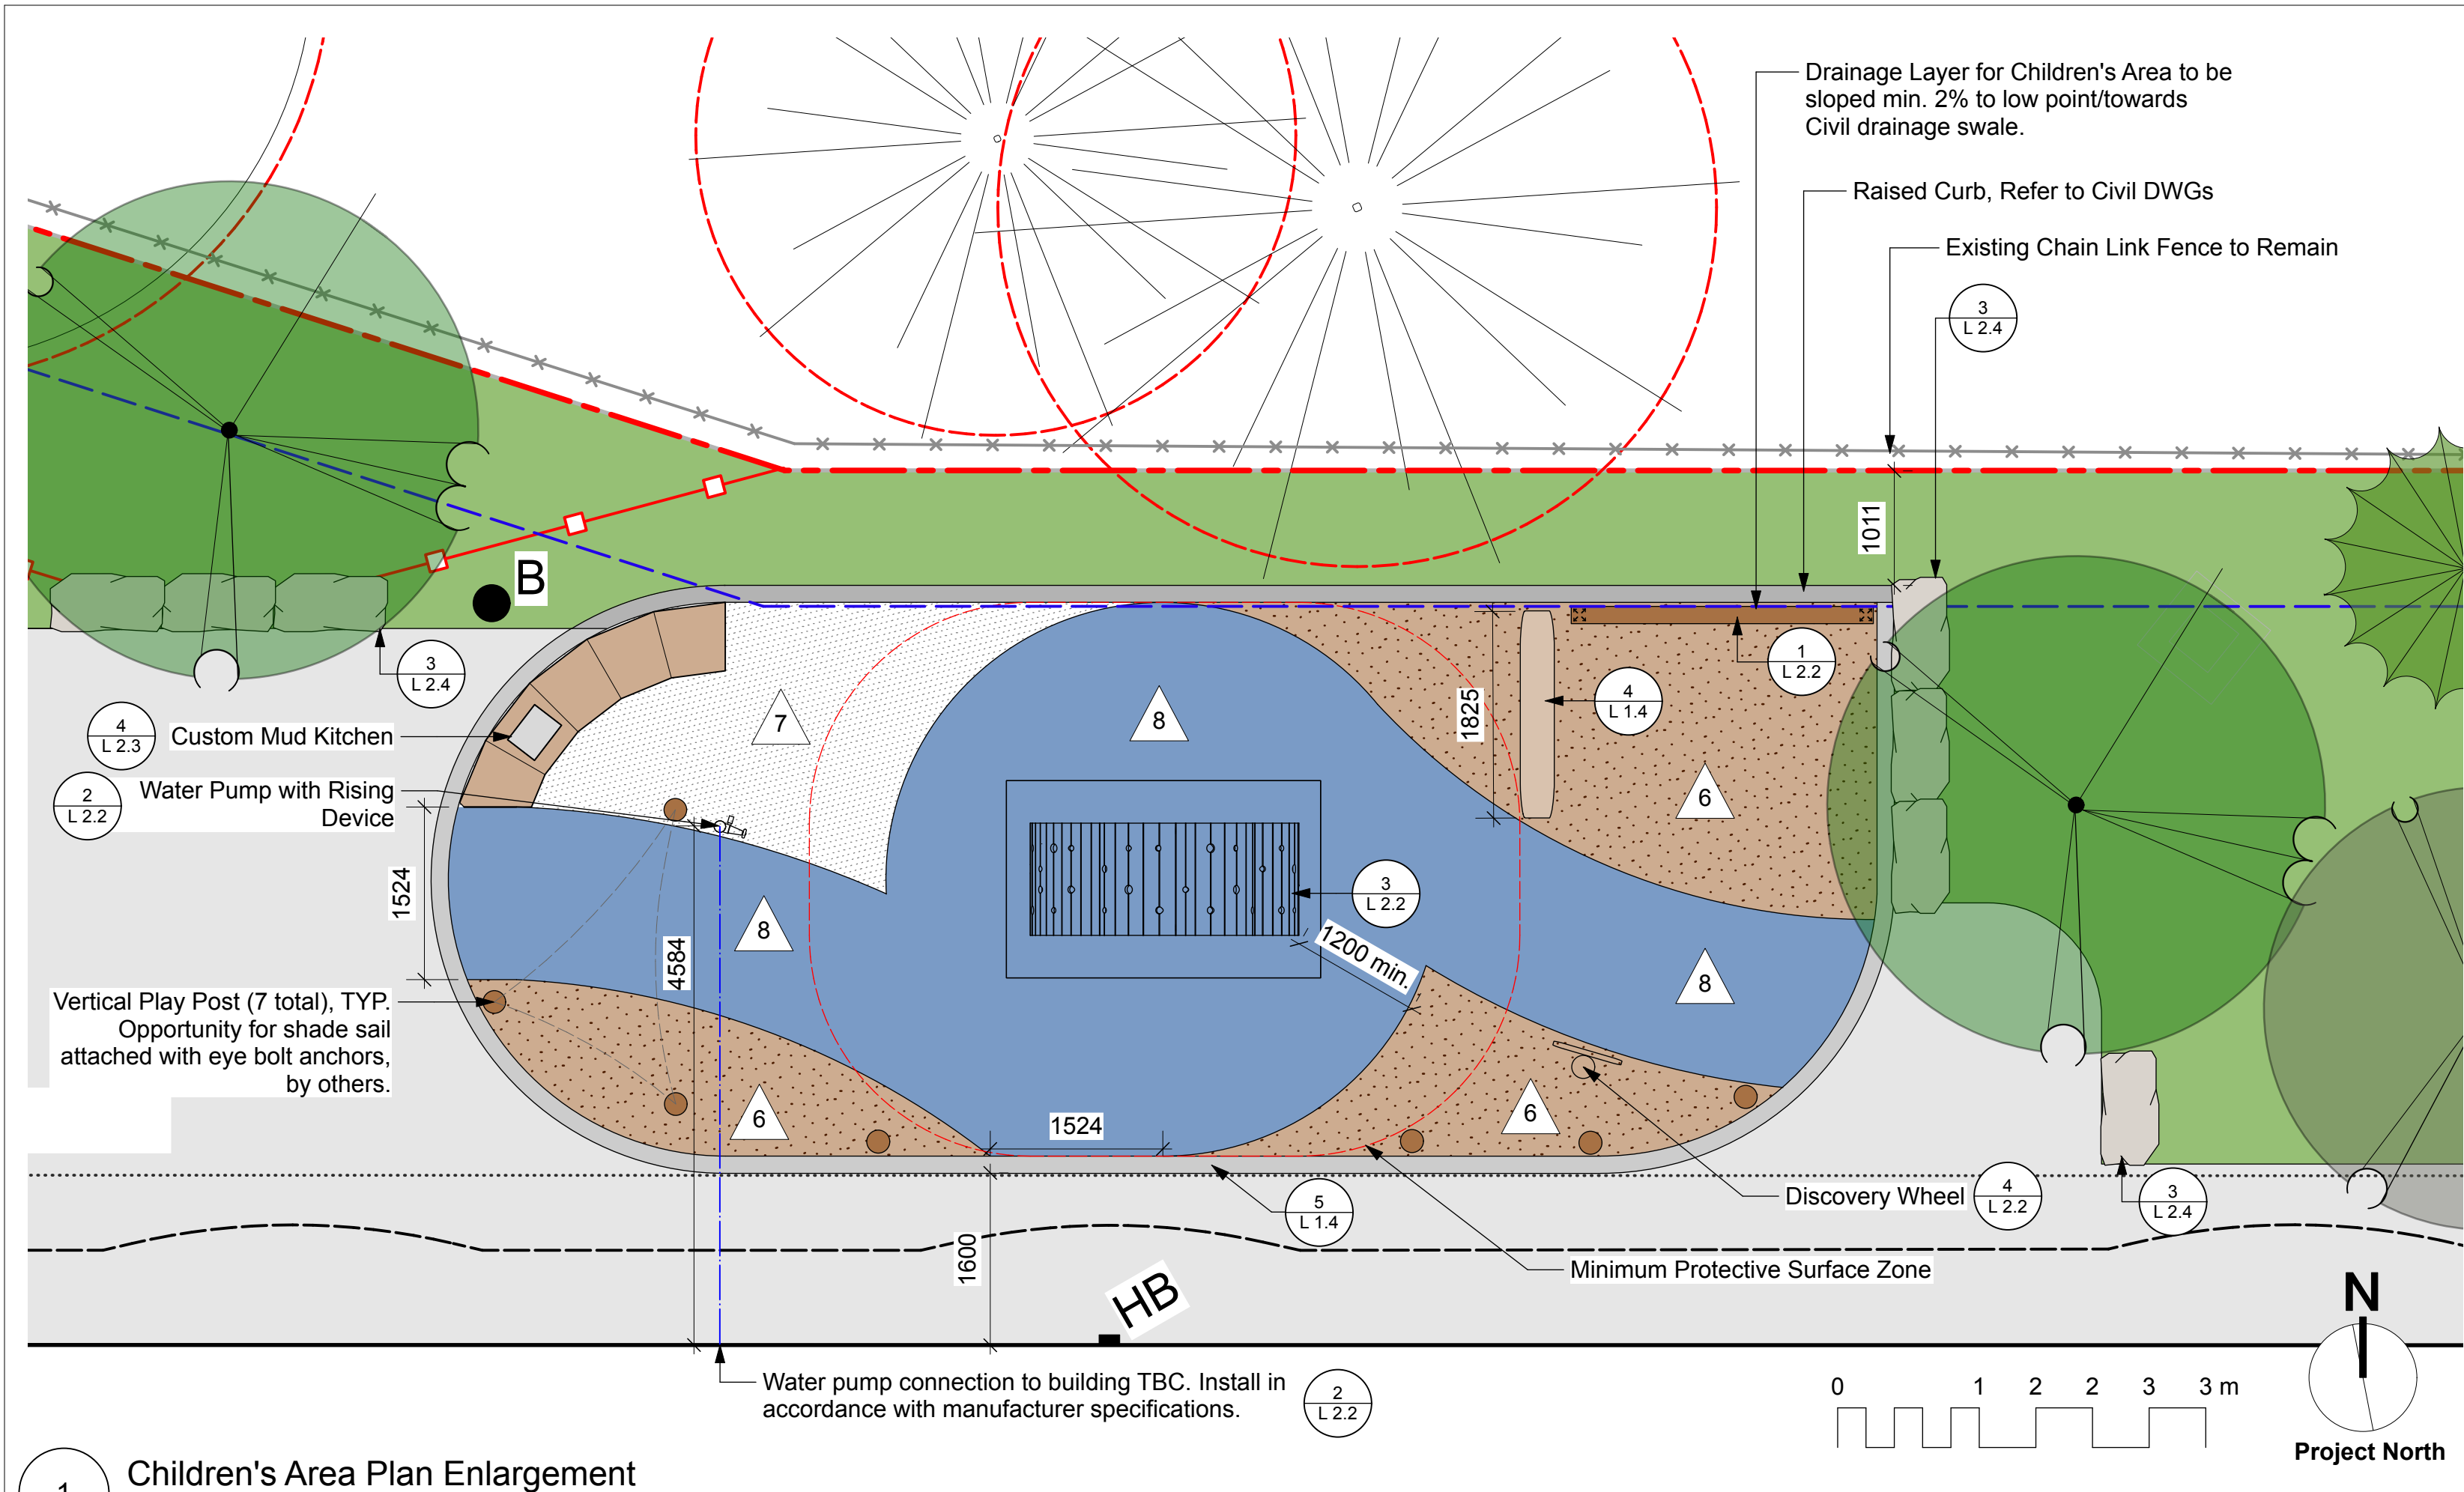 Drainage Layer for Children's Area to be
sloped min. 2% to low point/towards
Civil drainage swale.
Raised Curb, Refer to Civil DWGs
Existing Chain Link Fence to Remain
3
L 2.4
1011
B
3
L 2.4
4
L 2.3
Custom Mud Kitchen
2
L 2.2
Water Pump with Rising
Device
7
8
1825
4
L 1.4
1
L 2.2
6
1524
4584
8
3
L 2.2
1200 min.
8
Vertical Play Post (7 total), TYP.
Opportunity for shade sail
attached with eye bolt anchors,
by others.
6
1524
6
5
L 1.4
Discovery Wheel
4
L 2.2
3
L 2.4
1600
Minimum Protective Surface Zone
HB
Water pump connection to building TBC. Install in
accordance with manufacturer specifications.
2
L 2.2
0 1 2 2 3 3 m
N
Project North
1
Children's Area Plan Enlargement